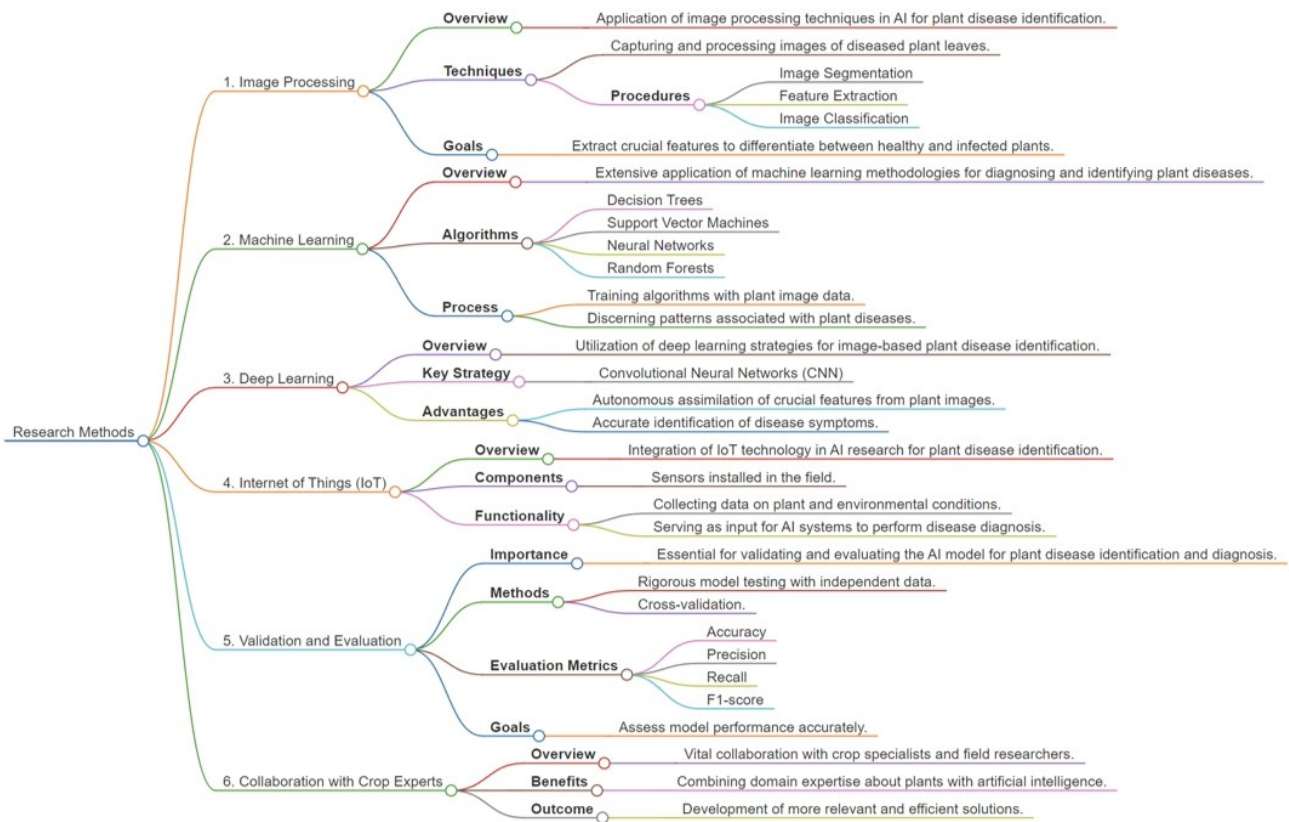 Research Methods
1. Image Processing
Overview
Application of image processing techniques in AI for plant disease identification.
Techniques
Capturing and processing images of diseased plant leaves.
Procedures
Image Segmentation
Feature Extraction
Image Classification
Goals
Extract crucial features to differentiate between healthy and infected plants.
2. Machine Learning
Overview
Extensive application of machine learning methodologies for diagnosing and identifying plant diseases.
Algorithms
Decision Trees
Support Vector Machines
Neural Networks
Random Forests
Process
Training algorithms with plant image data.
Discerning patterns associated with plant diseases.
3. Deep Learning
Overview
Utilization of deep learning strategies for image-based plant disease identification.
Key Strategy
Convolutional Neural Networks (CNN)
Advantages
Autonomous assimilation of crucial features from plant images.
Accurate identification of disease symptoms.
4. Internet of Things (IoT)
Overview
Integration of IoT technology in AI research for plant disease identification.
Components
Sensors installed in the field.
Functionality
Collecting data on plant and environmental conditions.
Serving as input for AI systems to perform disease diagnosis.
5. Validation and Evaluation
Importance
Essential for validating and evaluating the AI model for plant disease identification and diagnosis.
Methods
Rigorous model testing with independent data.
Cross-validation.
Evaluation Metrics
Accuracy
Precision
Recall
F1-score
Goals
Assess model performance accurately.
6. Collaboration with Crop Experts
Overview
Vital collaboration with crop specialists and field researchers.
Benefits
Combining domain expertise about plants with artificial intelligence.
Outcome
Development of more relevant and efficient solutions.